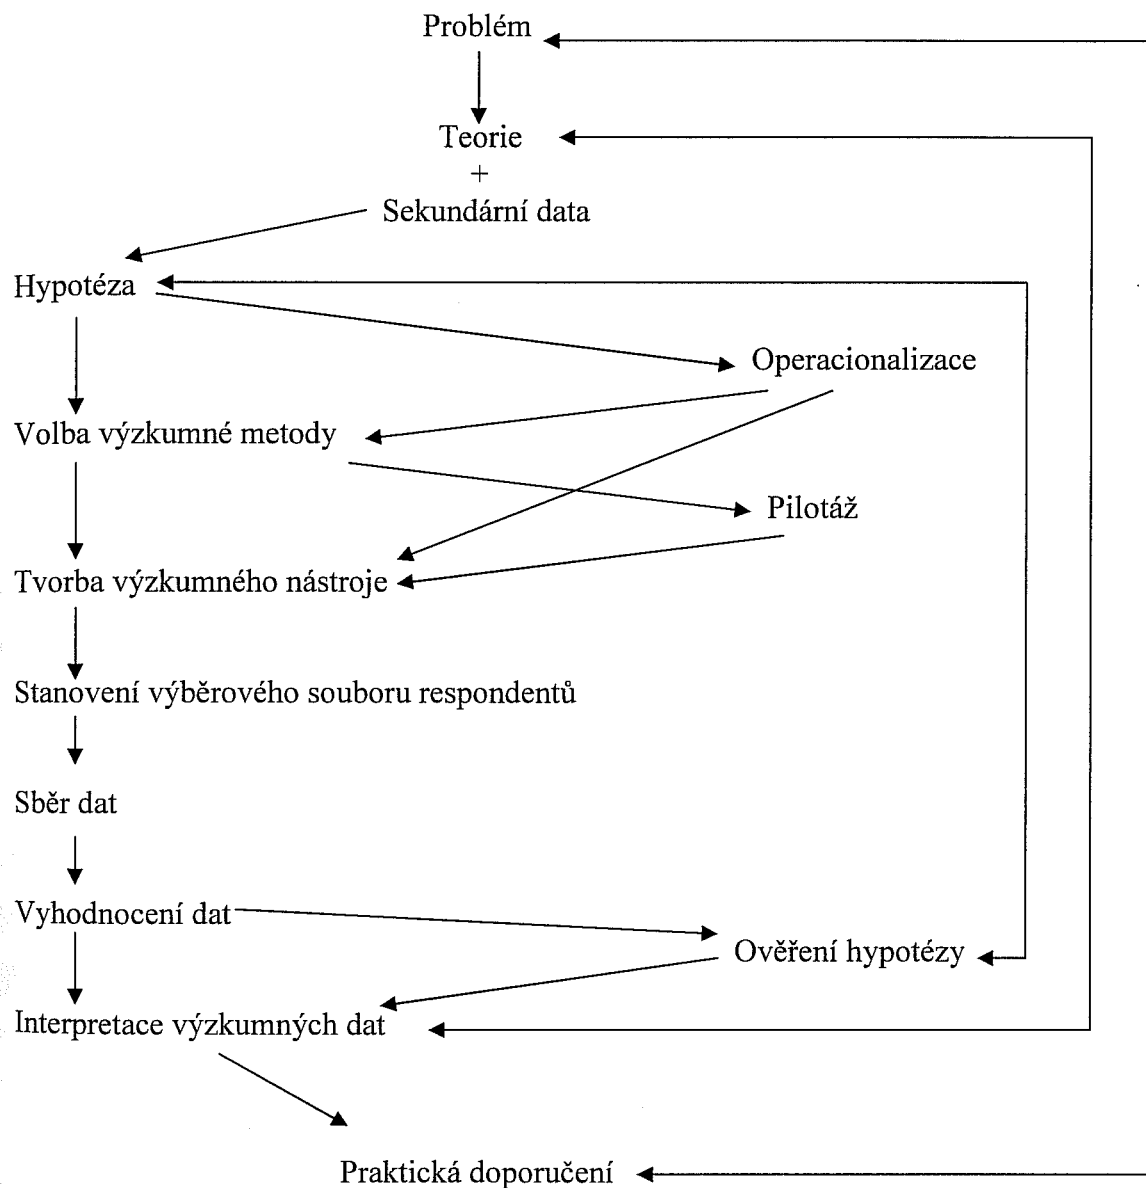 Problém
Teorie
+
Sekundární data
Hypotéza
Operacionalizace
Volba výzkumné metody
Pilotáž
Tvorba výzkumného nástroje
Stanovení výběrového souboru respondentů
Sběr dat
Vyhodnocení dat
Ověření hypotézy
Interpretace výzkumných dat
Praktická doporučení